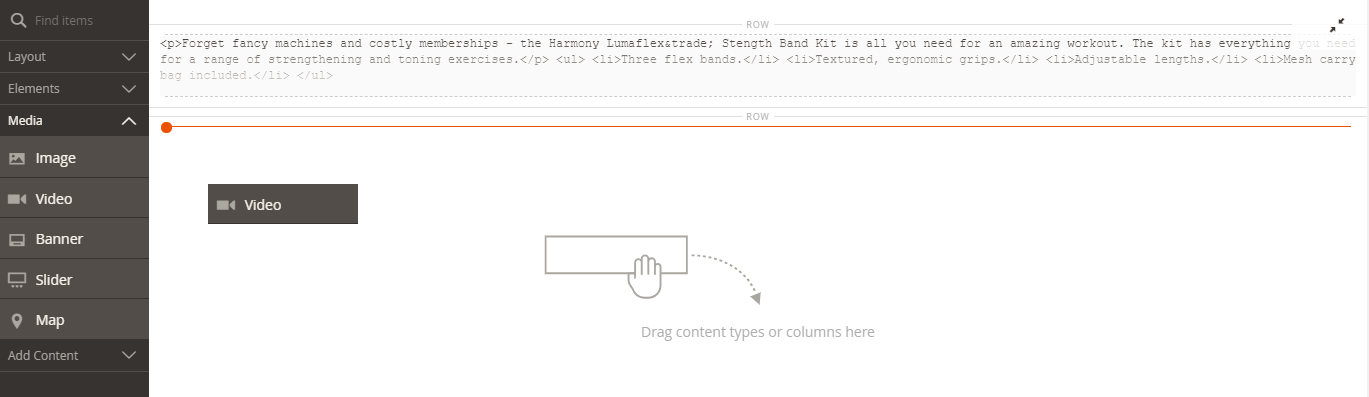 Find items
Layout
Elements
Media
Image
Video
Banner
Slider
Map
Add Content
ROW
<p>Forget fancy machines and costly memberships - the Harmony Lumaflex&trade; Stength Band Kit is all you need for an amazing workout. The kit has everything you need
for a range of strengthening and toning exercises.</p> <ul> <li>Three flex bands.</li> <li>Textured, ergonomic grips.</li> <li>Adjustable lengths.</li> <li>Mesh carry
bag included.</li> </ul>
ROW
Video
Drag content types or columns here